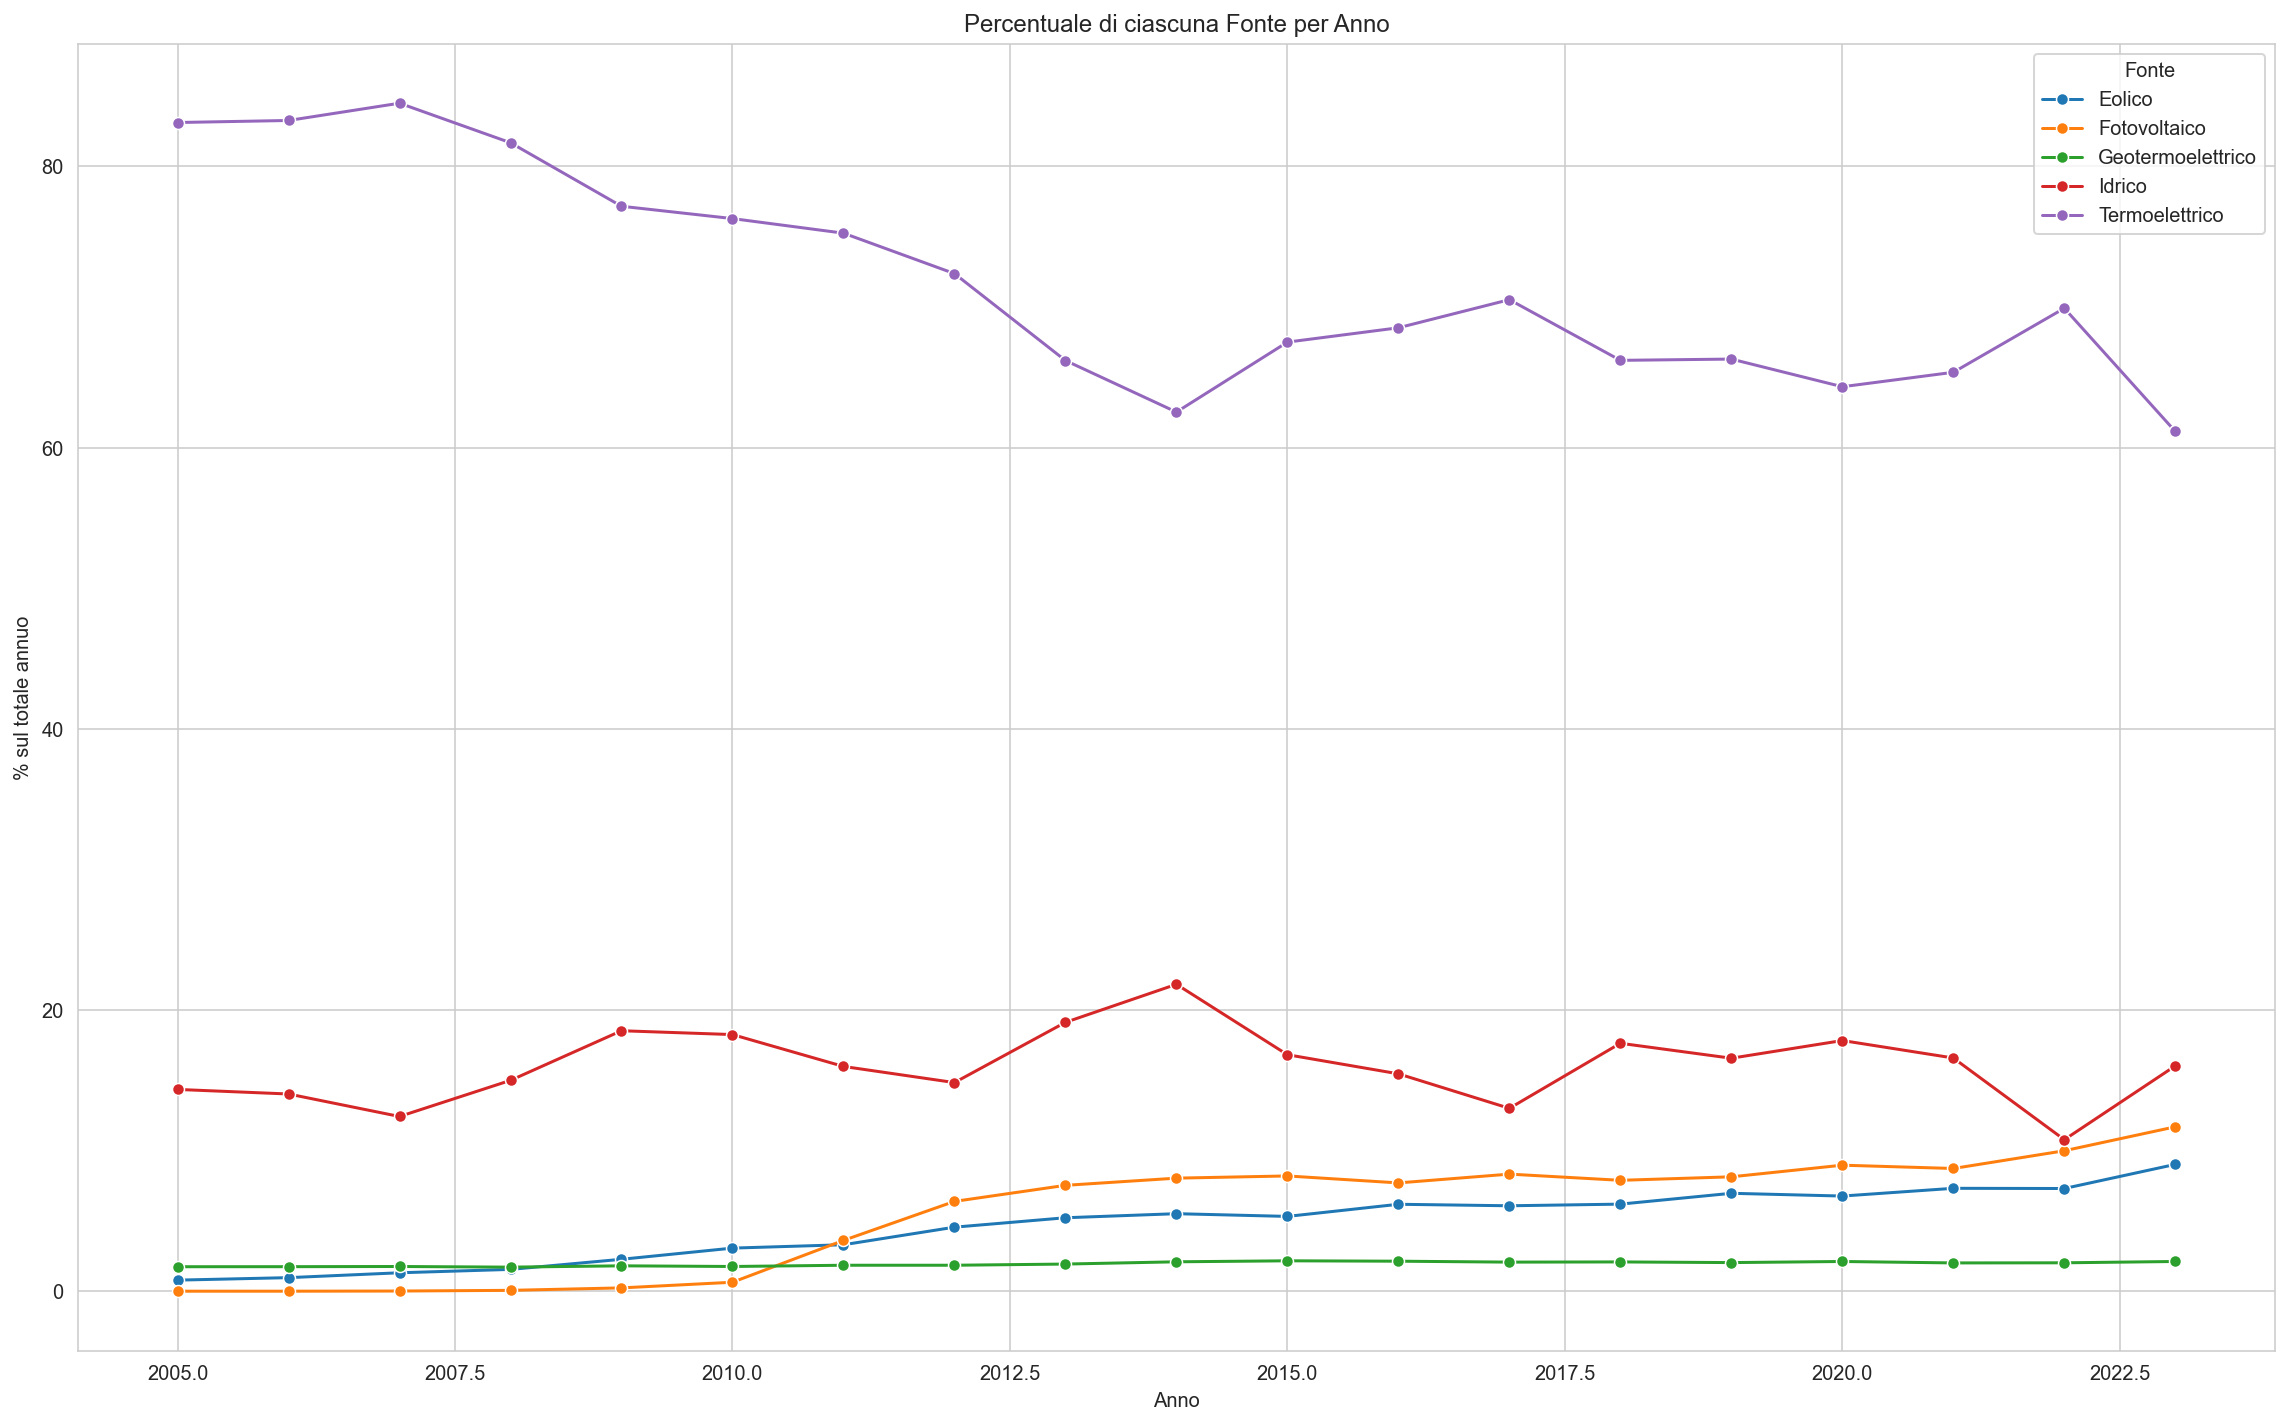 Percentuale di ciascuna Fonte per Anno
Fonte
Eolico
Fotovoltaico
Geotermoelettrico
Idrico
Termoelettrico
% sul totale annuo
80
60
40
20
0
2005.0 2007.5 2010.0 2012.5 2015.0 2017.5 2020.0 2022.5
Anno